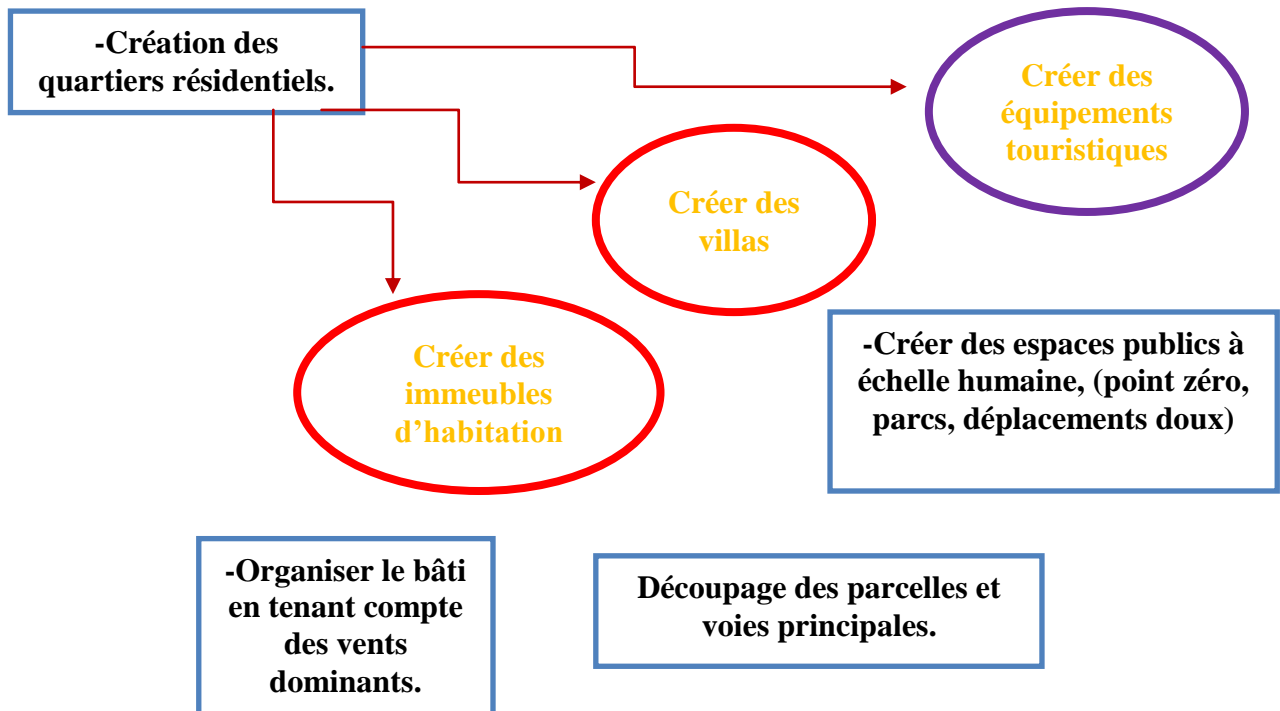 -Création des
quartiers résidentiels.
Créer des
équipements
touristiques
Créer des
villas
Créer des
immeubles
d’habitation
-Créer des espaces publics à
échelle humaine, (point zéro,
parcs, déplacements doux)
-Organiser le bâti
en tenant compte
des vents
dominants.
Découpage des parcelles et
voies principales.